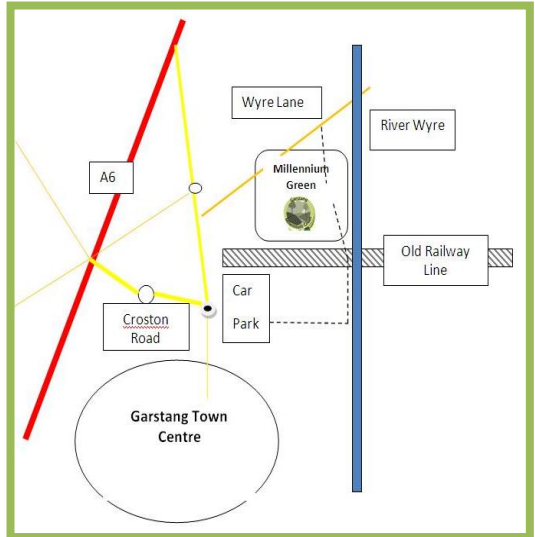 Wyre Lane
River Wyre
A6
Millennium
Green
Old Railway
Line
Car
Park
Croston
Road
Garstang Town
Centre